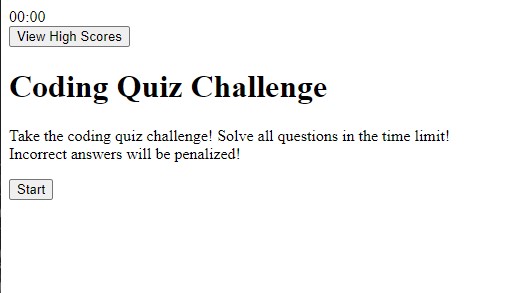 00:00
View High Scores
Coding Quiz Challenge
Take the coding quiz challenge! Solve all questions in the time limit!
Incorrect answers will be penalized!
Start